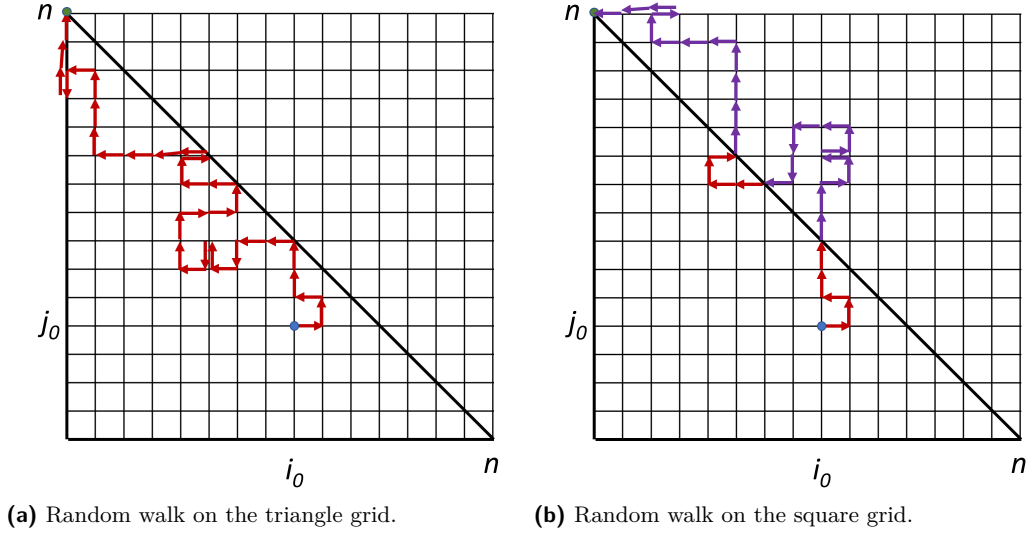 n
j₀
i₀
n
(a) Random walk on the triangle grid.
n
j₀
i₀
n
(b) Random walk on the square grid.